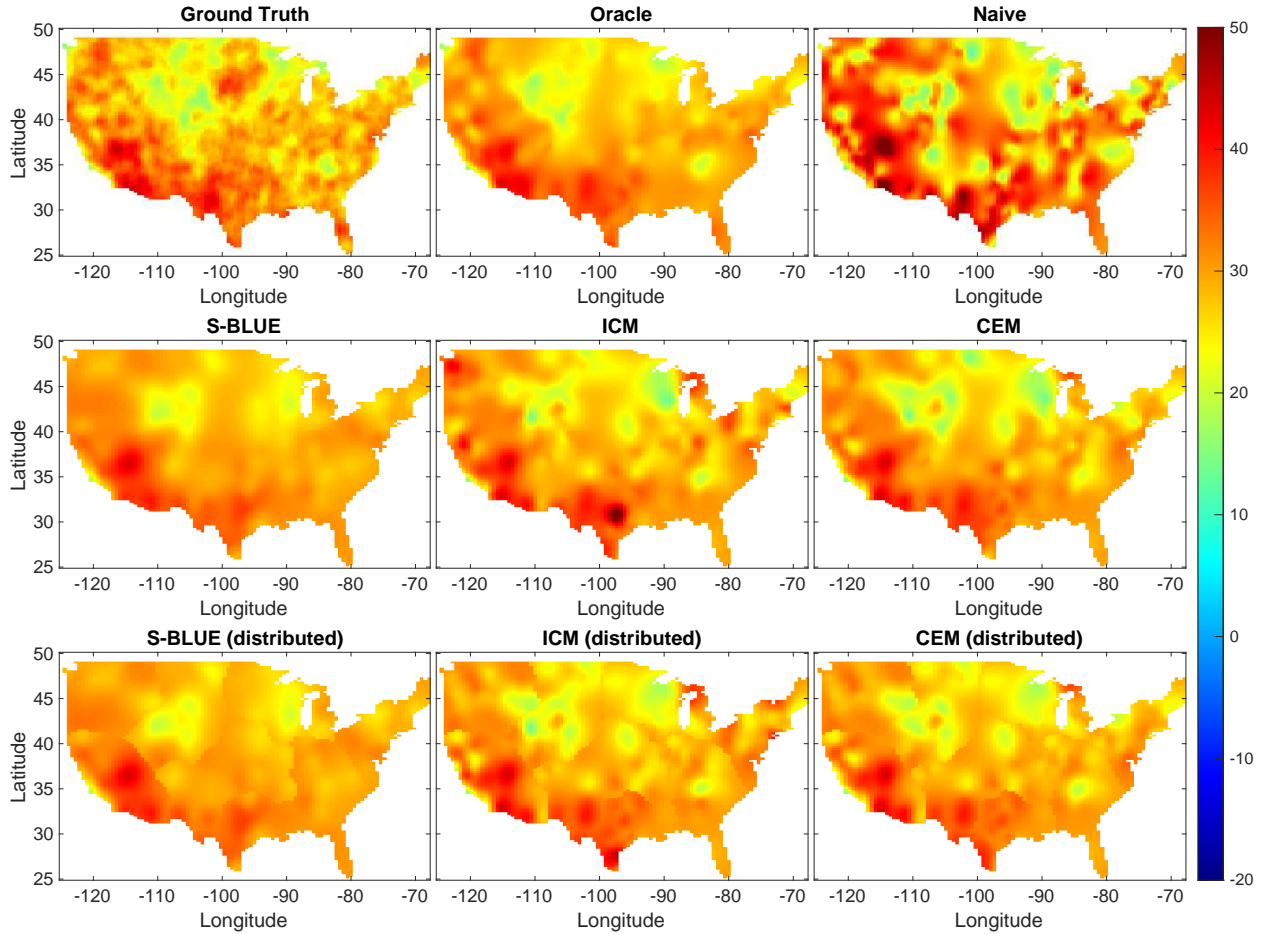 Ground Truth
Oracle
Naive
50
45
40
35
30
25
Latitude
-120 -110 -100 -90 -80 -70
Longitude
-120 -110 -100 -90 -80 -70
Longitude
-120 -110 -100 -90 -80 -70
Longitude
S-BLUE
ICM
CEM
50
45
40
35
30
25
Latitude
-120 -110 -100 -90 -80 -70
Longitude
-120 -110 -100 -90 -80 -70
Longitude
-120 -110 -100 -90 -80 -70
Longitude
S-BLUE (distributed)
ICM (distributed)
CEM (distributed)
50
45
40
35
30
25
Latitude
-120 -110 -100 -90 -80 -70
Longitude
-120 -110 -100 -90 -80 -70
Longitude
-120 -110 -100 -90 -80 -70
Longitude
50
40
30
20
10
0
-10
-20